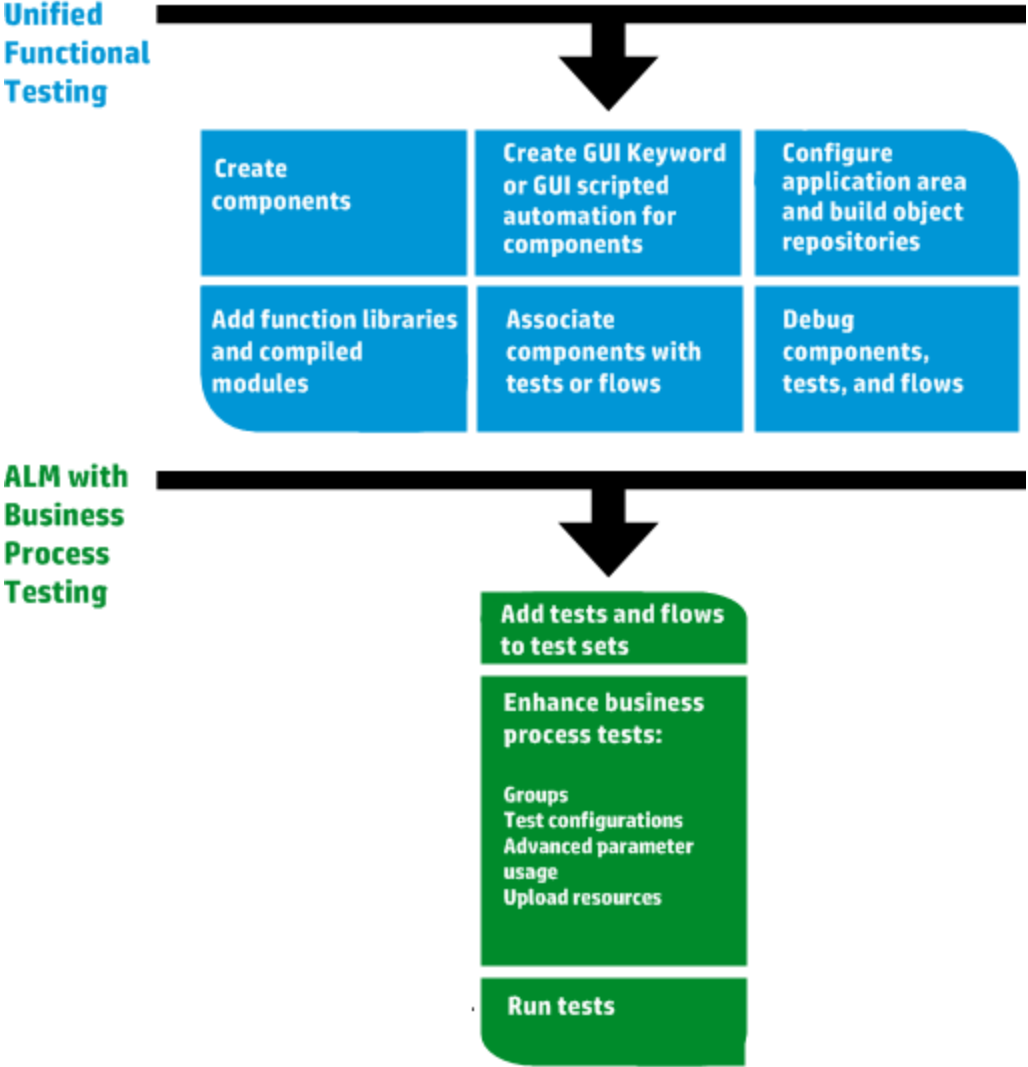 Unified
Functional
Testing
Create
components
Create GUI Keyword
or GUI scripted
automation for
components
Configure
application area
and build object
repositories
Add function libraries
and compiled
modules
Associate
components with
tests or flows
Debug
components,
tests, and flows
ALM with
Business
Process
Testing
Add tests and flows
to test sets
Enhance business
process tests:
Groups
Test configurations
Advanced parameter
usage
Upload resources
Run tests